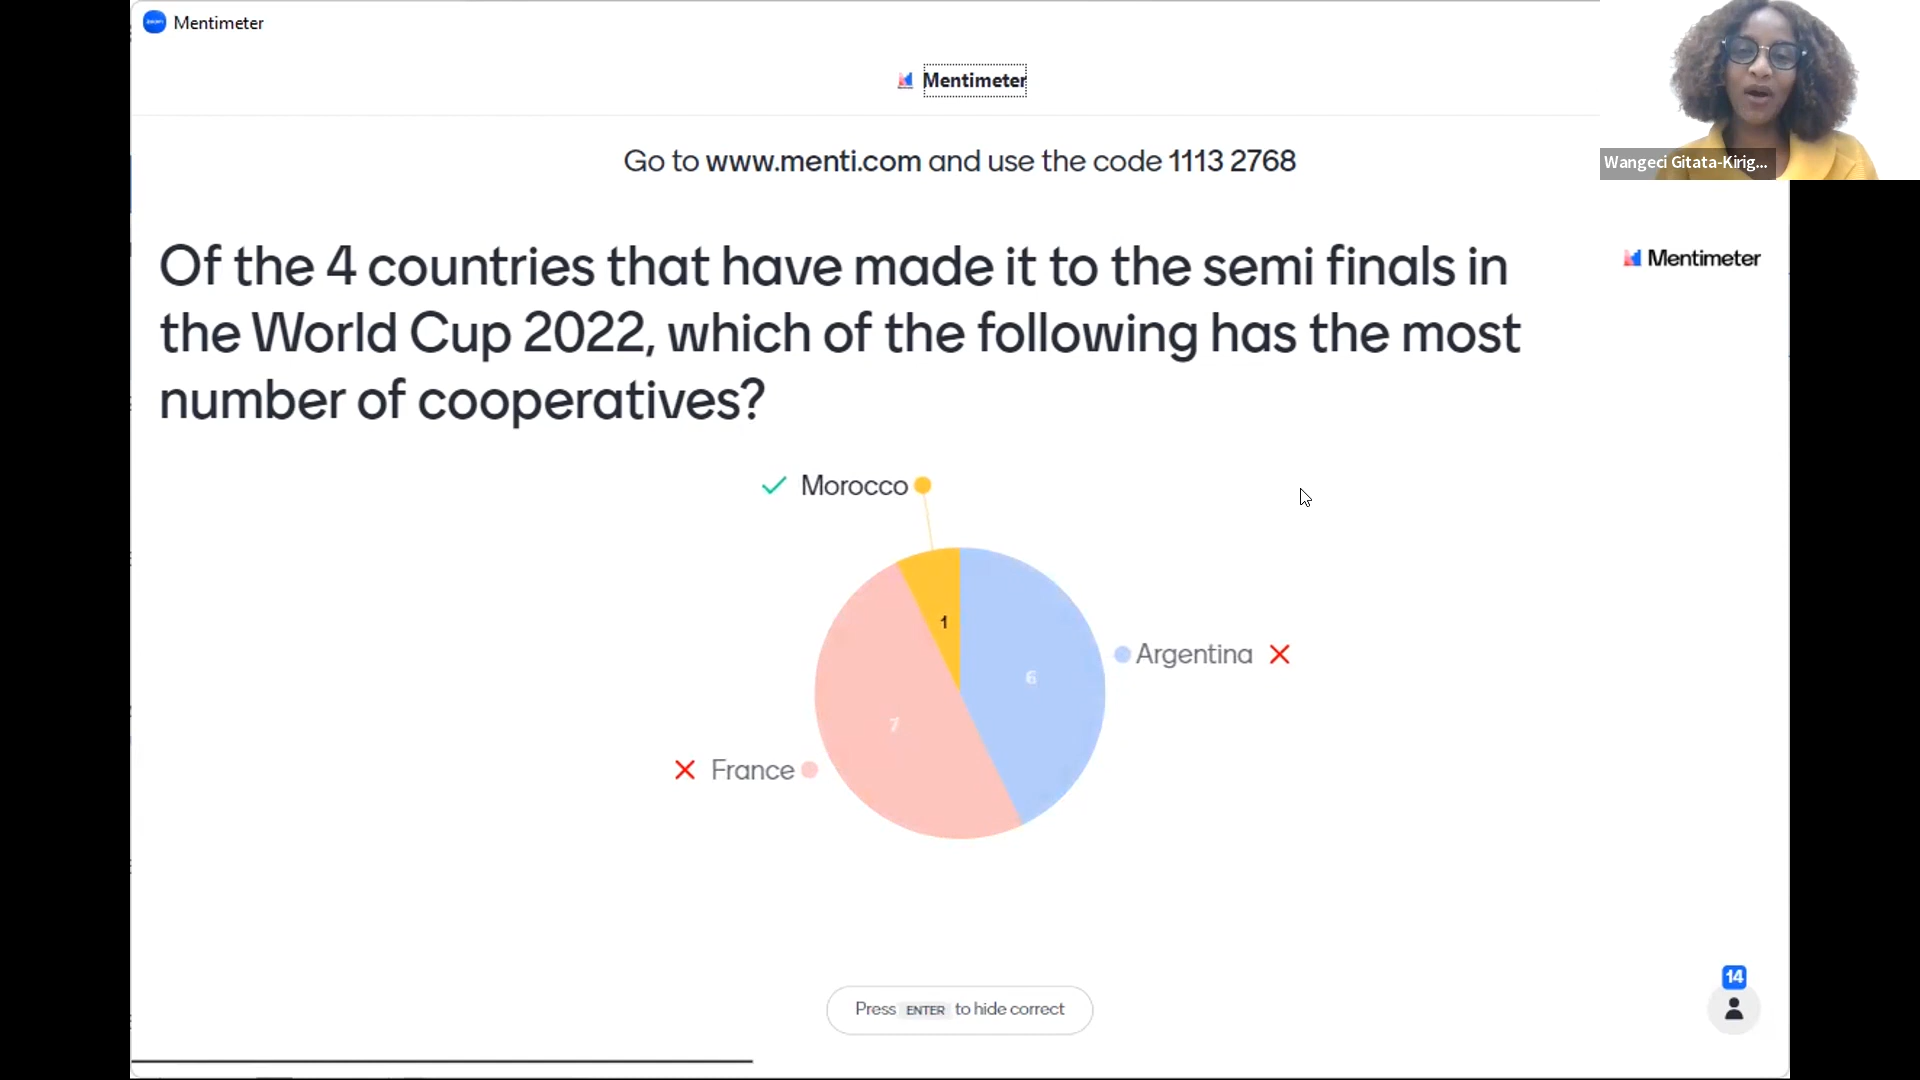 Mentimeter
Mentimeter
Go to www.menti.com and use the code 1113 2768
Wangeci Gitata-Kirig...
Of the 4 countries that have made it to the semi finals in
the World Cup 2022, which of the following has the most
number of cooperatives?
Mentimeter
Morocco
1
Argentina
6
7
France
14
Press ENTER to hide correct